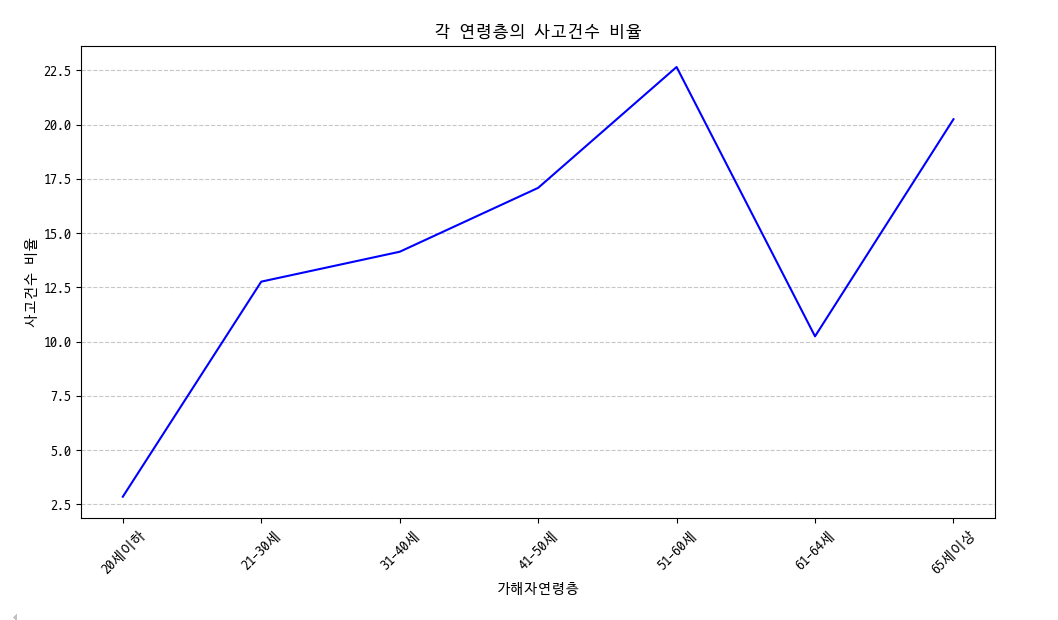 각 연령층의 사고건수 비율
사고건수 비율
22.5
20.0
17.5
15.0
12.5
10.0
7.5
5.0
2.5
20세이하
21-30세
31-40세
41-50세
51-60세
61-64세
65세이상
가해자연령층